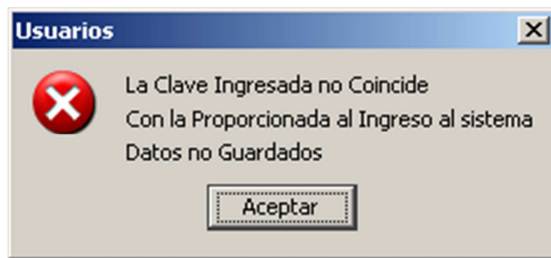 Usuarios
La Clave Ingresada no Coincide
Con la Proporcionada al Ingreso al sistema
Datos no Guardados
Aceptar